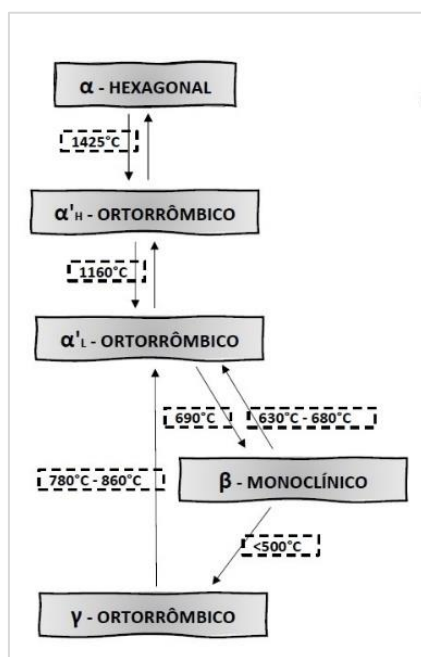 α - HEXAGONAL
1425°C
α'H - ORTORRÔMBICO
1160°C
α'L - ORTORRÔMBICO
690°C
630°C - 680°C
780°C - 860°C
β - MONOCLÍNICO
<500°C
γ - ORTORRÔMBICO